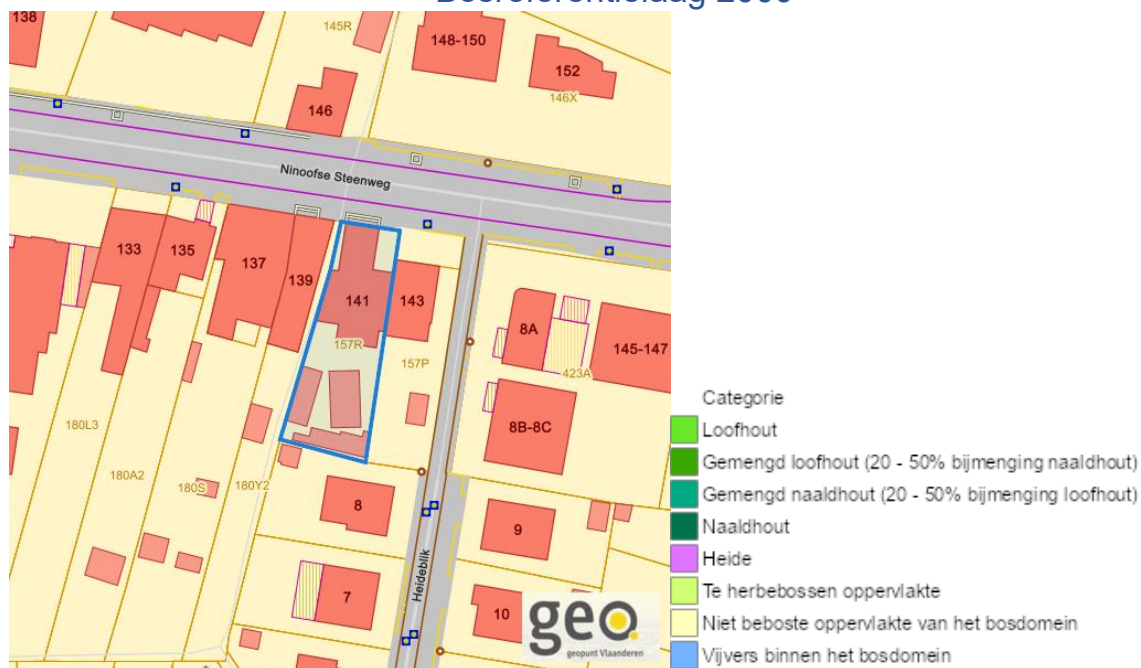 138
145R
148-150
152
146X
146
Ninoofse Steenweg
133
135
137
139
141
143
157R
157P
8A
145-147
423A
8B-8C
180L3
180A2
180S
180Y2
8
9
Heideblik
7
10
geo
geopunt Vlaanderen
Categorie
Loofhout
Gemengd loofhout (20 - 50% bijmenging naaldhout)
Gemengd naaldhout (20 - 50% bijmenging loofhout)
Naaldhout
Heide
Te herbebossen oppervlakte
Niet beboste oppervlakte van het bosdomein
Vijvers binnen het bosdomein